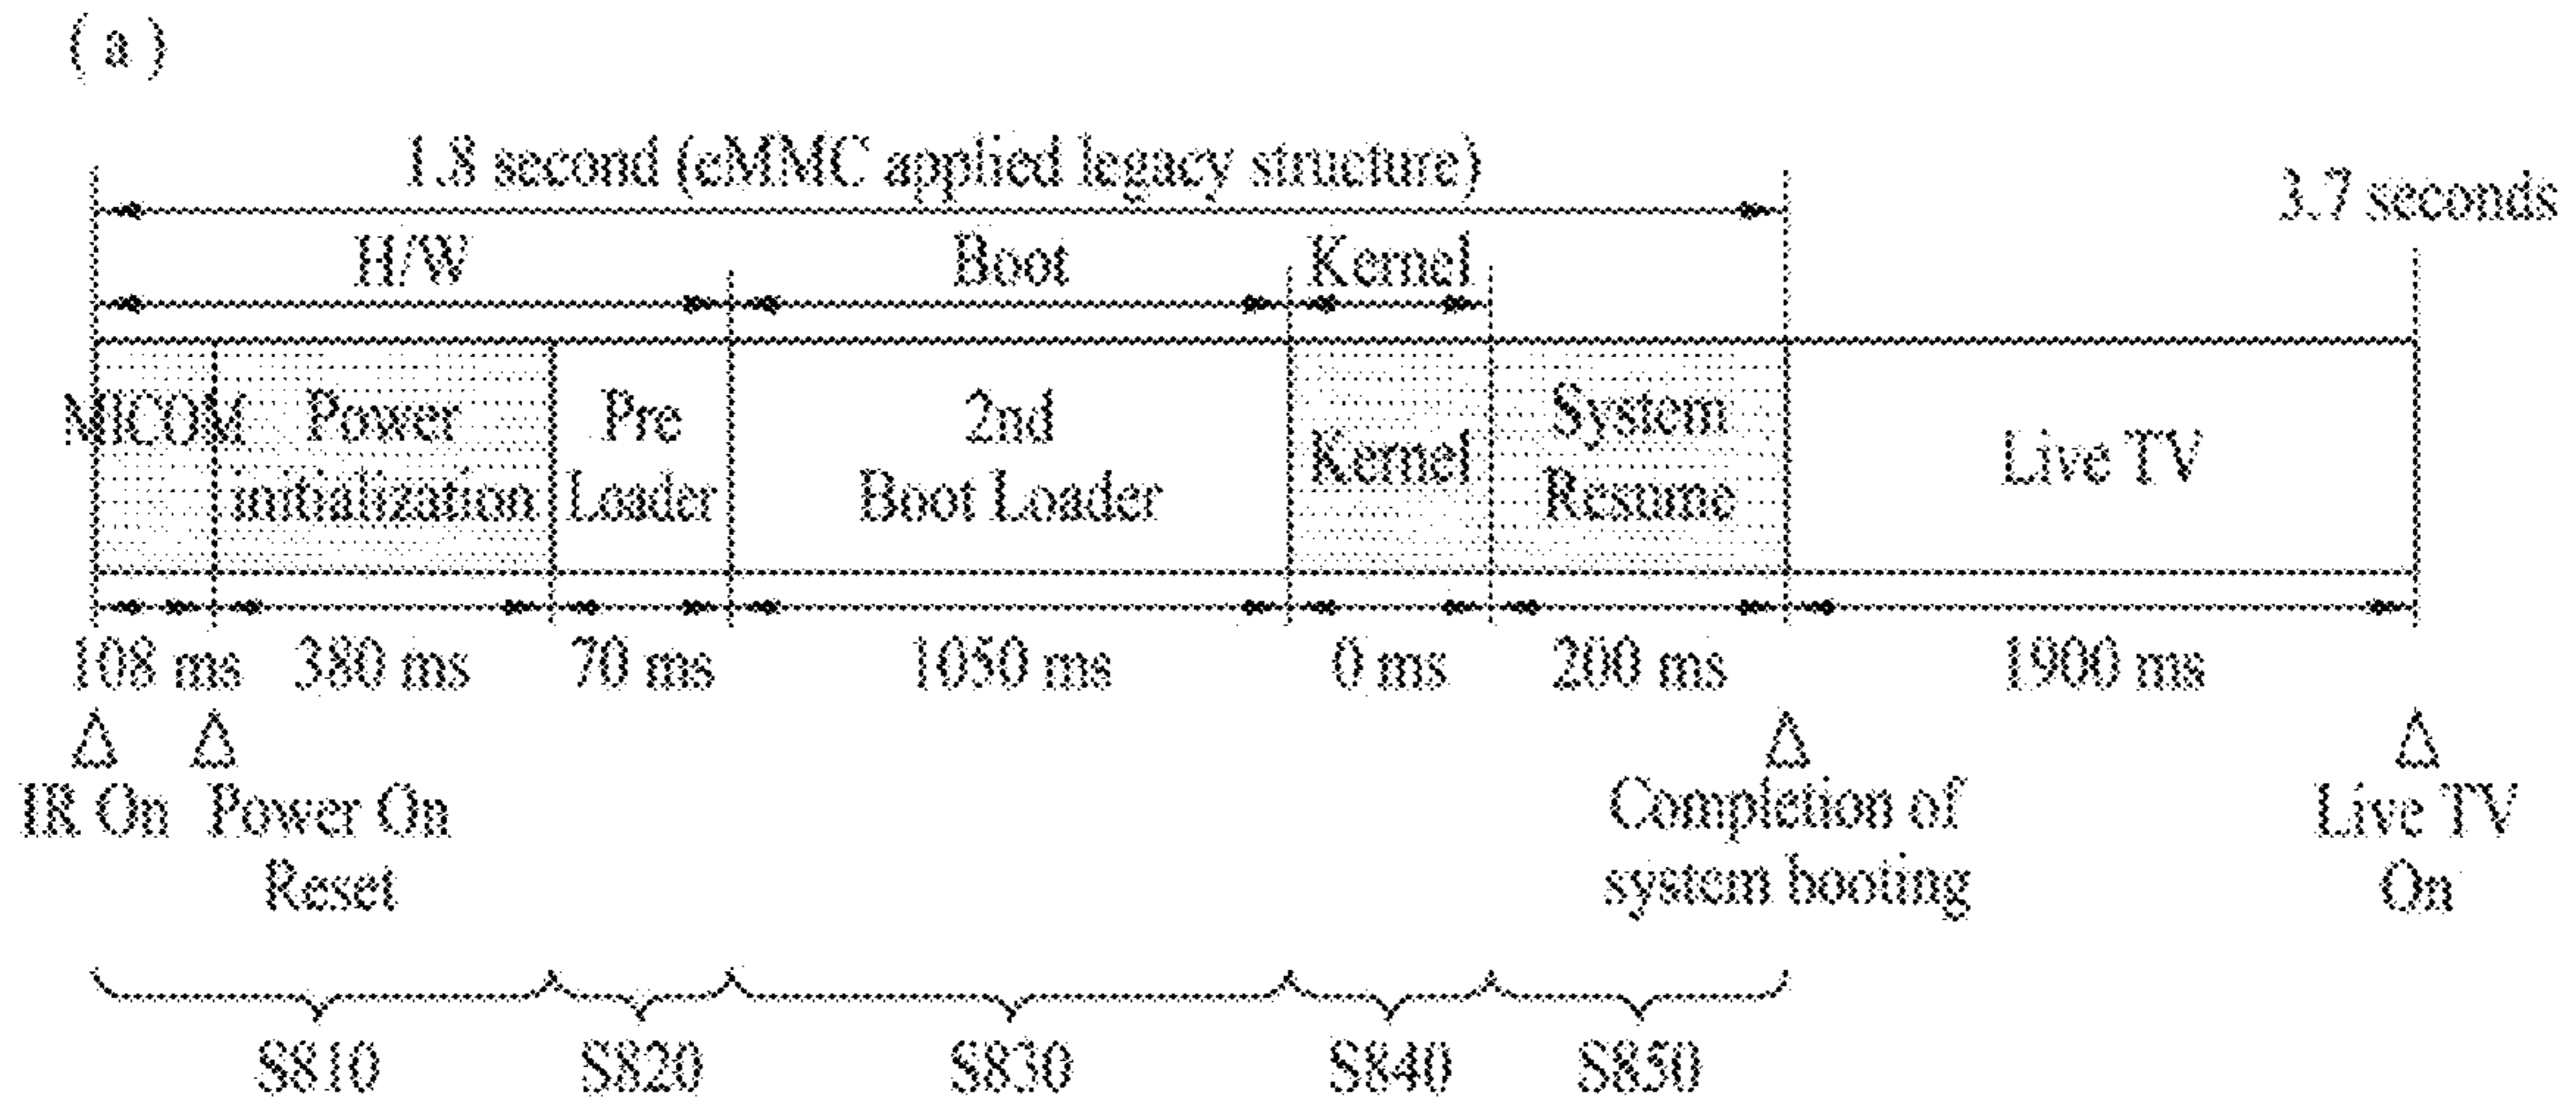 (a)
1.8 second (eMMC applied legacy structure)
3.7 seconds
H/W
Boot
Kernel
MICOM
Power
initialization
Pre
Loader
2nd
Boot Loader
Kernel
System
Resume
Live TV
108 ms
380 ms
70 ms
1050 ms
0 ms
200 ms
1900 ms
IR On
Power On
Reset
Completion of
system booting
Live TV
On
S810
S820
S830
S840
S850